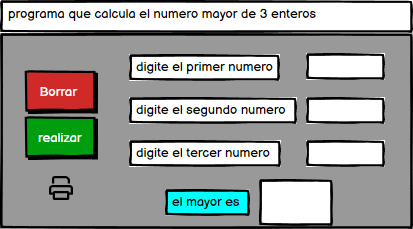 programa que calcula el numero mayor de 3 enteros
digite el primer numero
Borrar
digite el segundo numero
realizar
digite el tercer numero
el mayor es